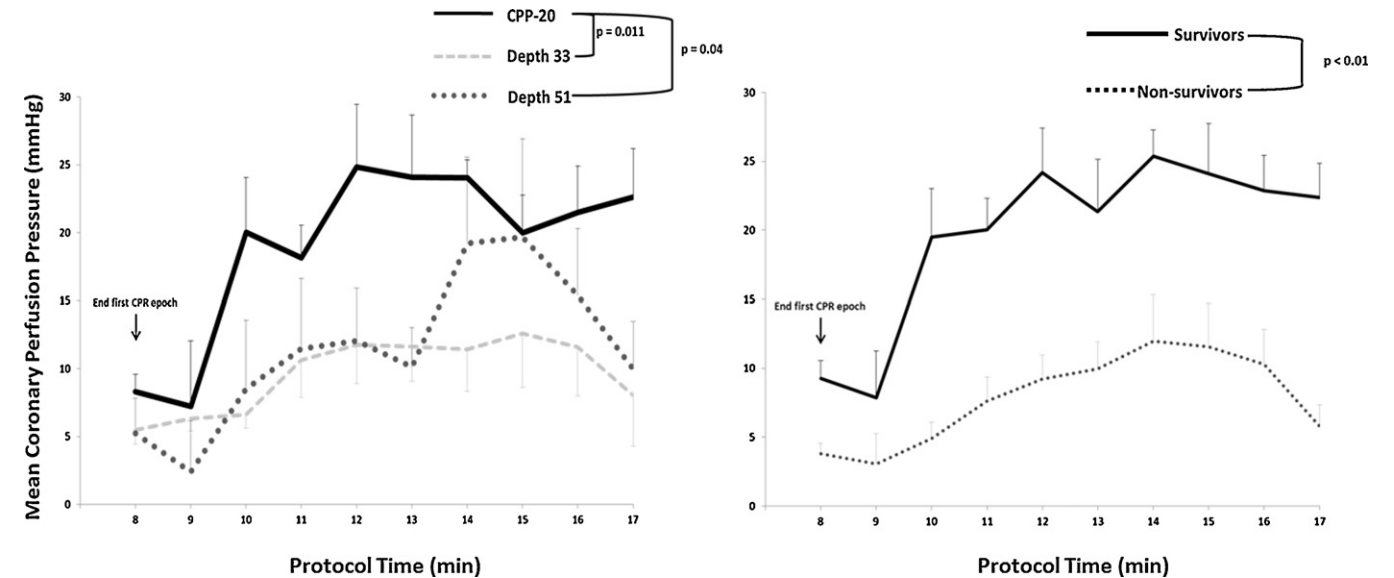 CPP-20
p = 0.011
Depth 33
p = 0.04
Depth 51
Mean Coronary Perfusion Pressure (mmHg)
30
25
20
15
10
5
0
End first CPR epoch
8 9 10 11 12 13 14 15 16 17
Protocol Time (min)
Survivors
p < 0.01
Non-survivors
30
25
20
15
10
5
0
End first CPR epoch
8 9 10 11 12 13 14 15 16 17
Protocol Time (min)